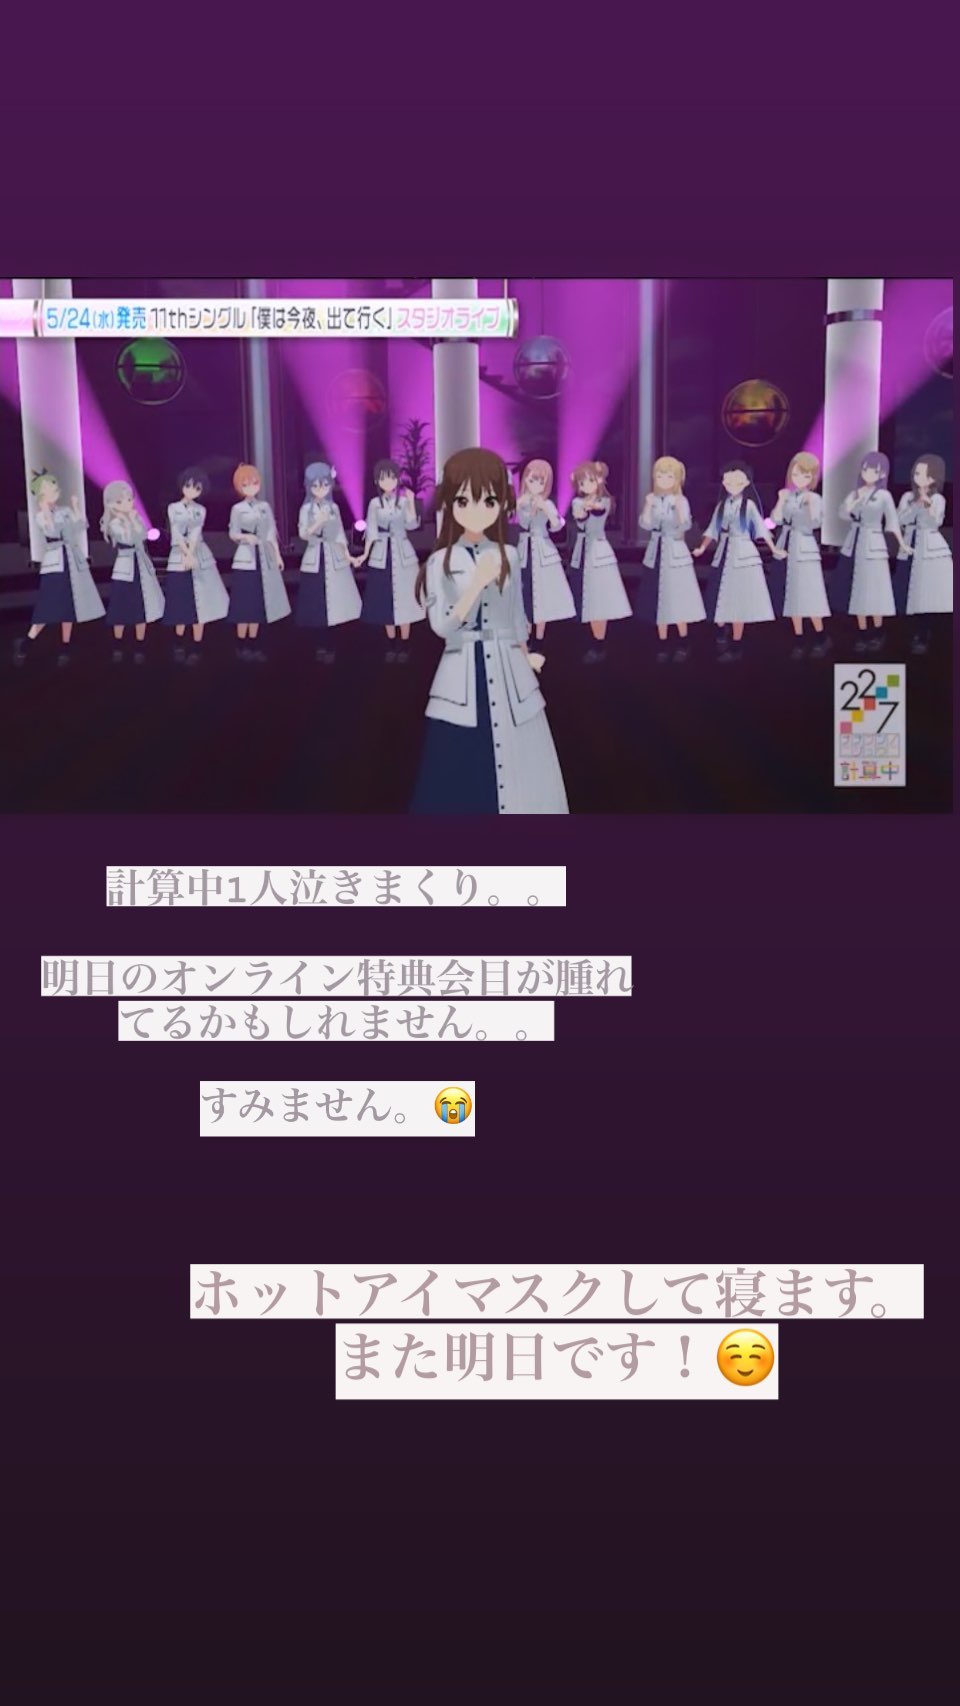 5/24(水)発売 11thシングル「僕は今夜、出て行く」スタジオライブ
22/7
計算中
計算中1人泣きまくり。。
明日のオンライン特典会目が腫れ
てるかもしれません。。
すみません。😭
ホットアイマスクして寝ます。
また明日です！☺️